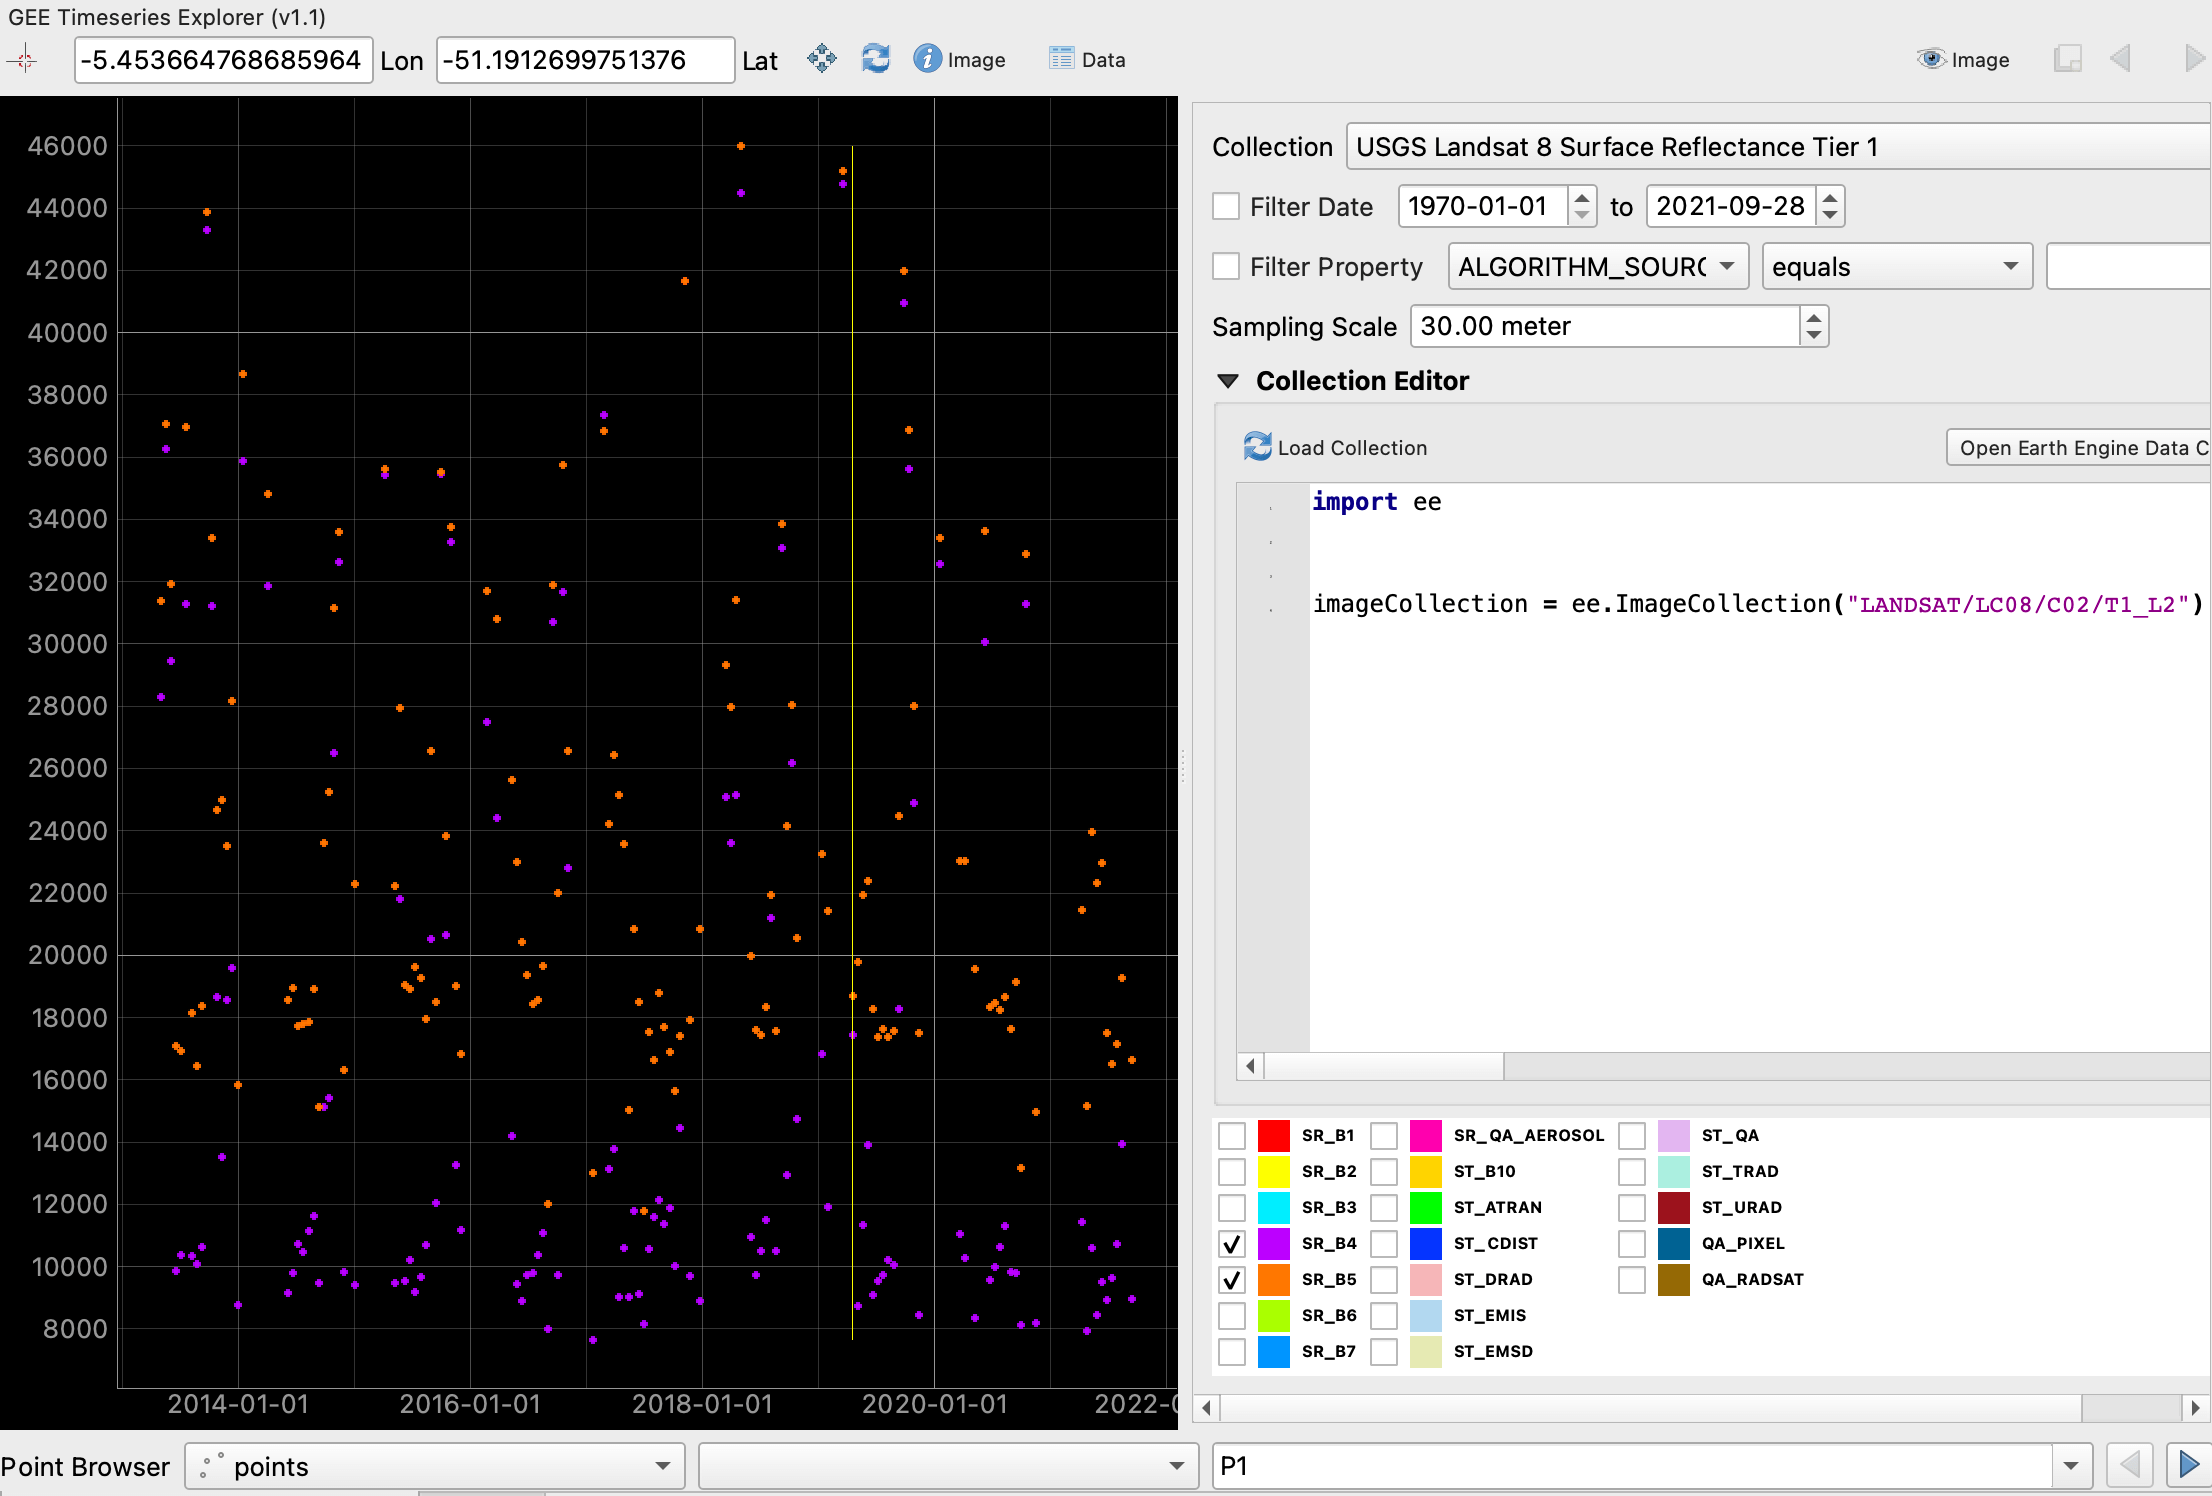 GEE Timeseries Explorer (v1.1)
-5.453664768685964 Lon -51.1912699751376 Lat Image Data Image
46000
44000
42000
40000
38000
36000
34000
32000
30000
28000
26000
24000
22000
20000
18000
16000
14000
12000
10000
8000
2014-01-01 2016-01-01 2018-01-01 2020-01-01 2022-0
Collection USGS Landsat 8 Surface Reflectance Tier 1
Filter Date 1970-01-01 to 2021-09-28
Filter Property ALGORITHM_SOURC equals
Sampling Scale 30.00 meter
Collection Editor
Load Collection Open Earth Engine Data C
import ee
imageCollection = ee.ImageCollection("LANDSAT/LC08/C02/T1_L2")
SR_B1 SR_QA_AEROSOL ST_QA
SR_B2 ST_B10 ST_TRAD
SR_B3 ST_ATRAN ST_URAD
SR_B4 ST_CDIST QA_PIXEL
SR_B5 ST_DRAD QA_RADSAT
SR_B6 ST_EMIS
SR_B7 ST_EMSD
Point Browser points P1